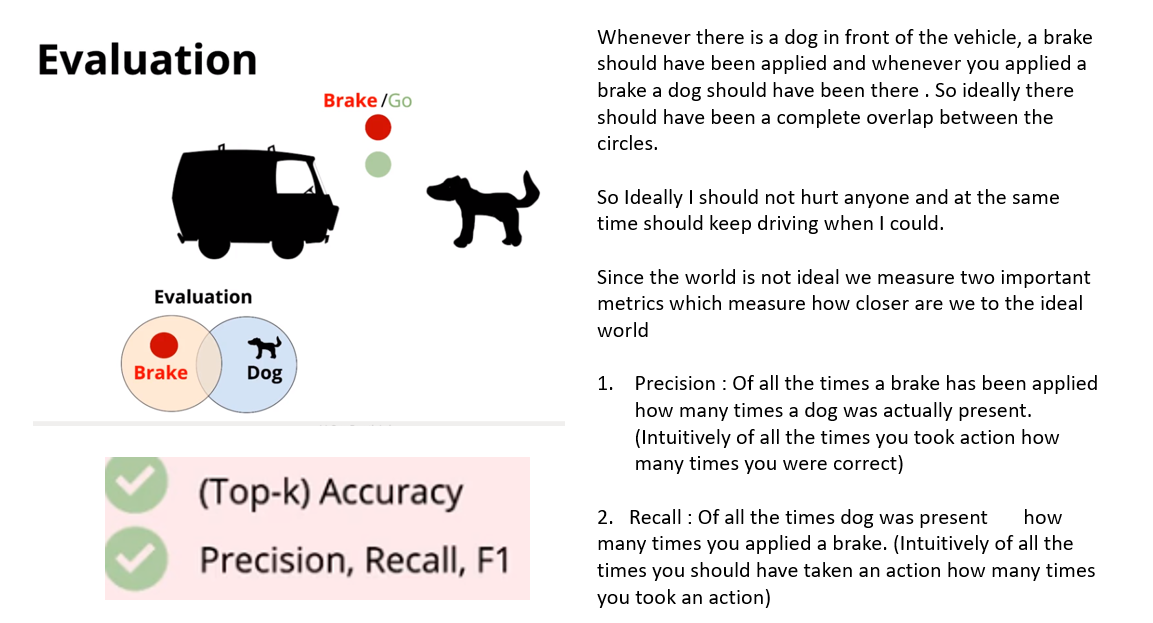 Evaluation
Brake/Go
Evaluation
Brake
Dog
(Top-k) Accuracy
Precision, Recall, F1
Whenever there is a dog in front of the vehicle, a brake
should have been applied and whenever you applied a
brake a dog should have been there . So ideally there
should have been a complete overlap between the
circles.
So Ideally I should not hurt anyone and at the same
time should keep driving when I could.
Since the world is not ideal we measure two important
metrics which measure how closer are we to the ideal
world
1. Precision : Of all the times a brake has been applied
how many times a dog was actually present.
(Intuitively of all the times you took action how
many times you were correct)
2. Recall : Of all the times dog was present how
many times you applied a brake. (Intuitively of all the
times you should have taken an action how many times
you took an action)